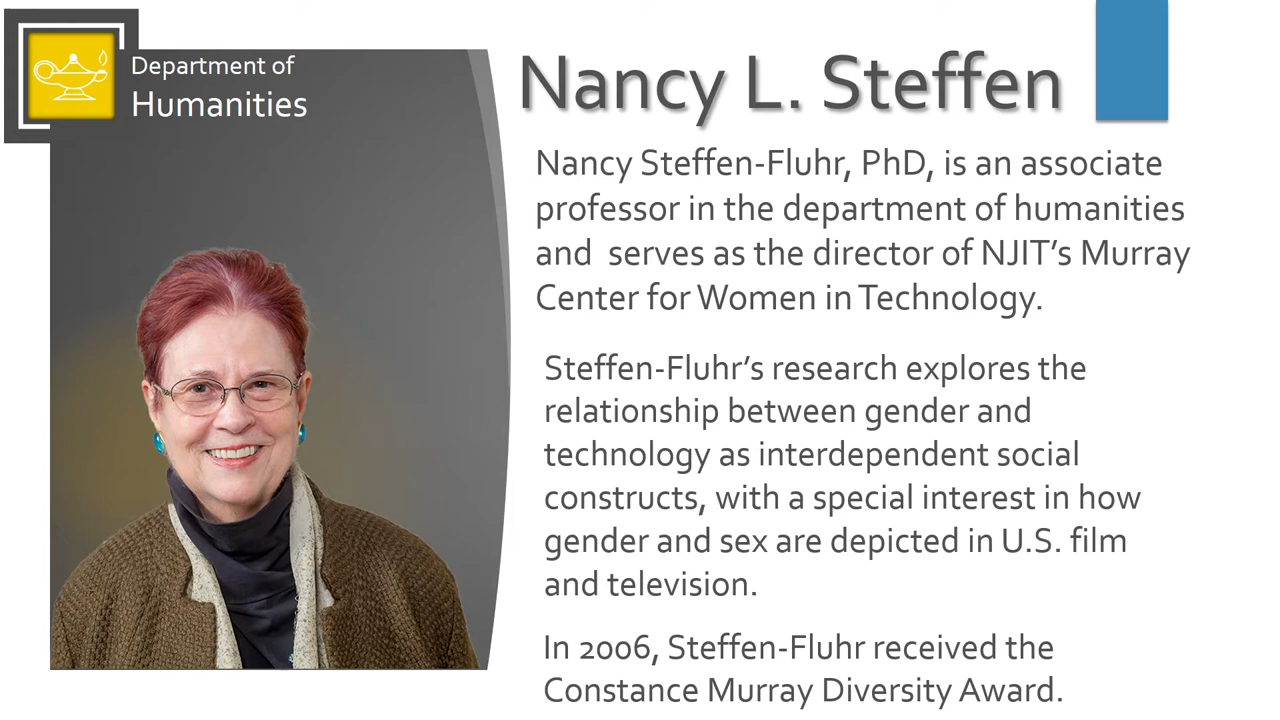 Department of
Humanities
Nancy L. Steffen
Nancy Steffen-Fluhr, PhD, is an associate
professor in the department of humanities
and serves as the director of NJIT’s Murray
Center for Women in Technology.
Steffen-Fluhr’s research explores the
relationship between gender and
technology as interdependent social
constructs, with a special interest in how
gender and sex are depicted in U.S. film
and television.
In 2006, Steffen-Fluhr received the
Constance Murray Diversity Award.